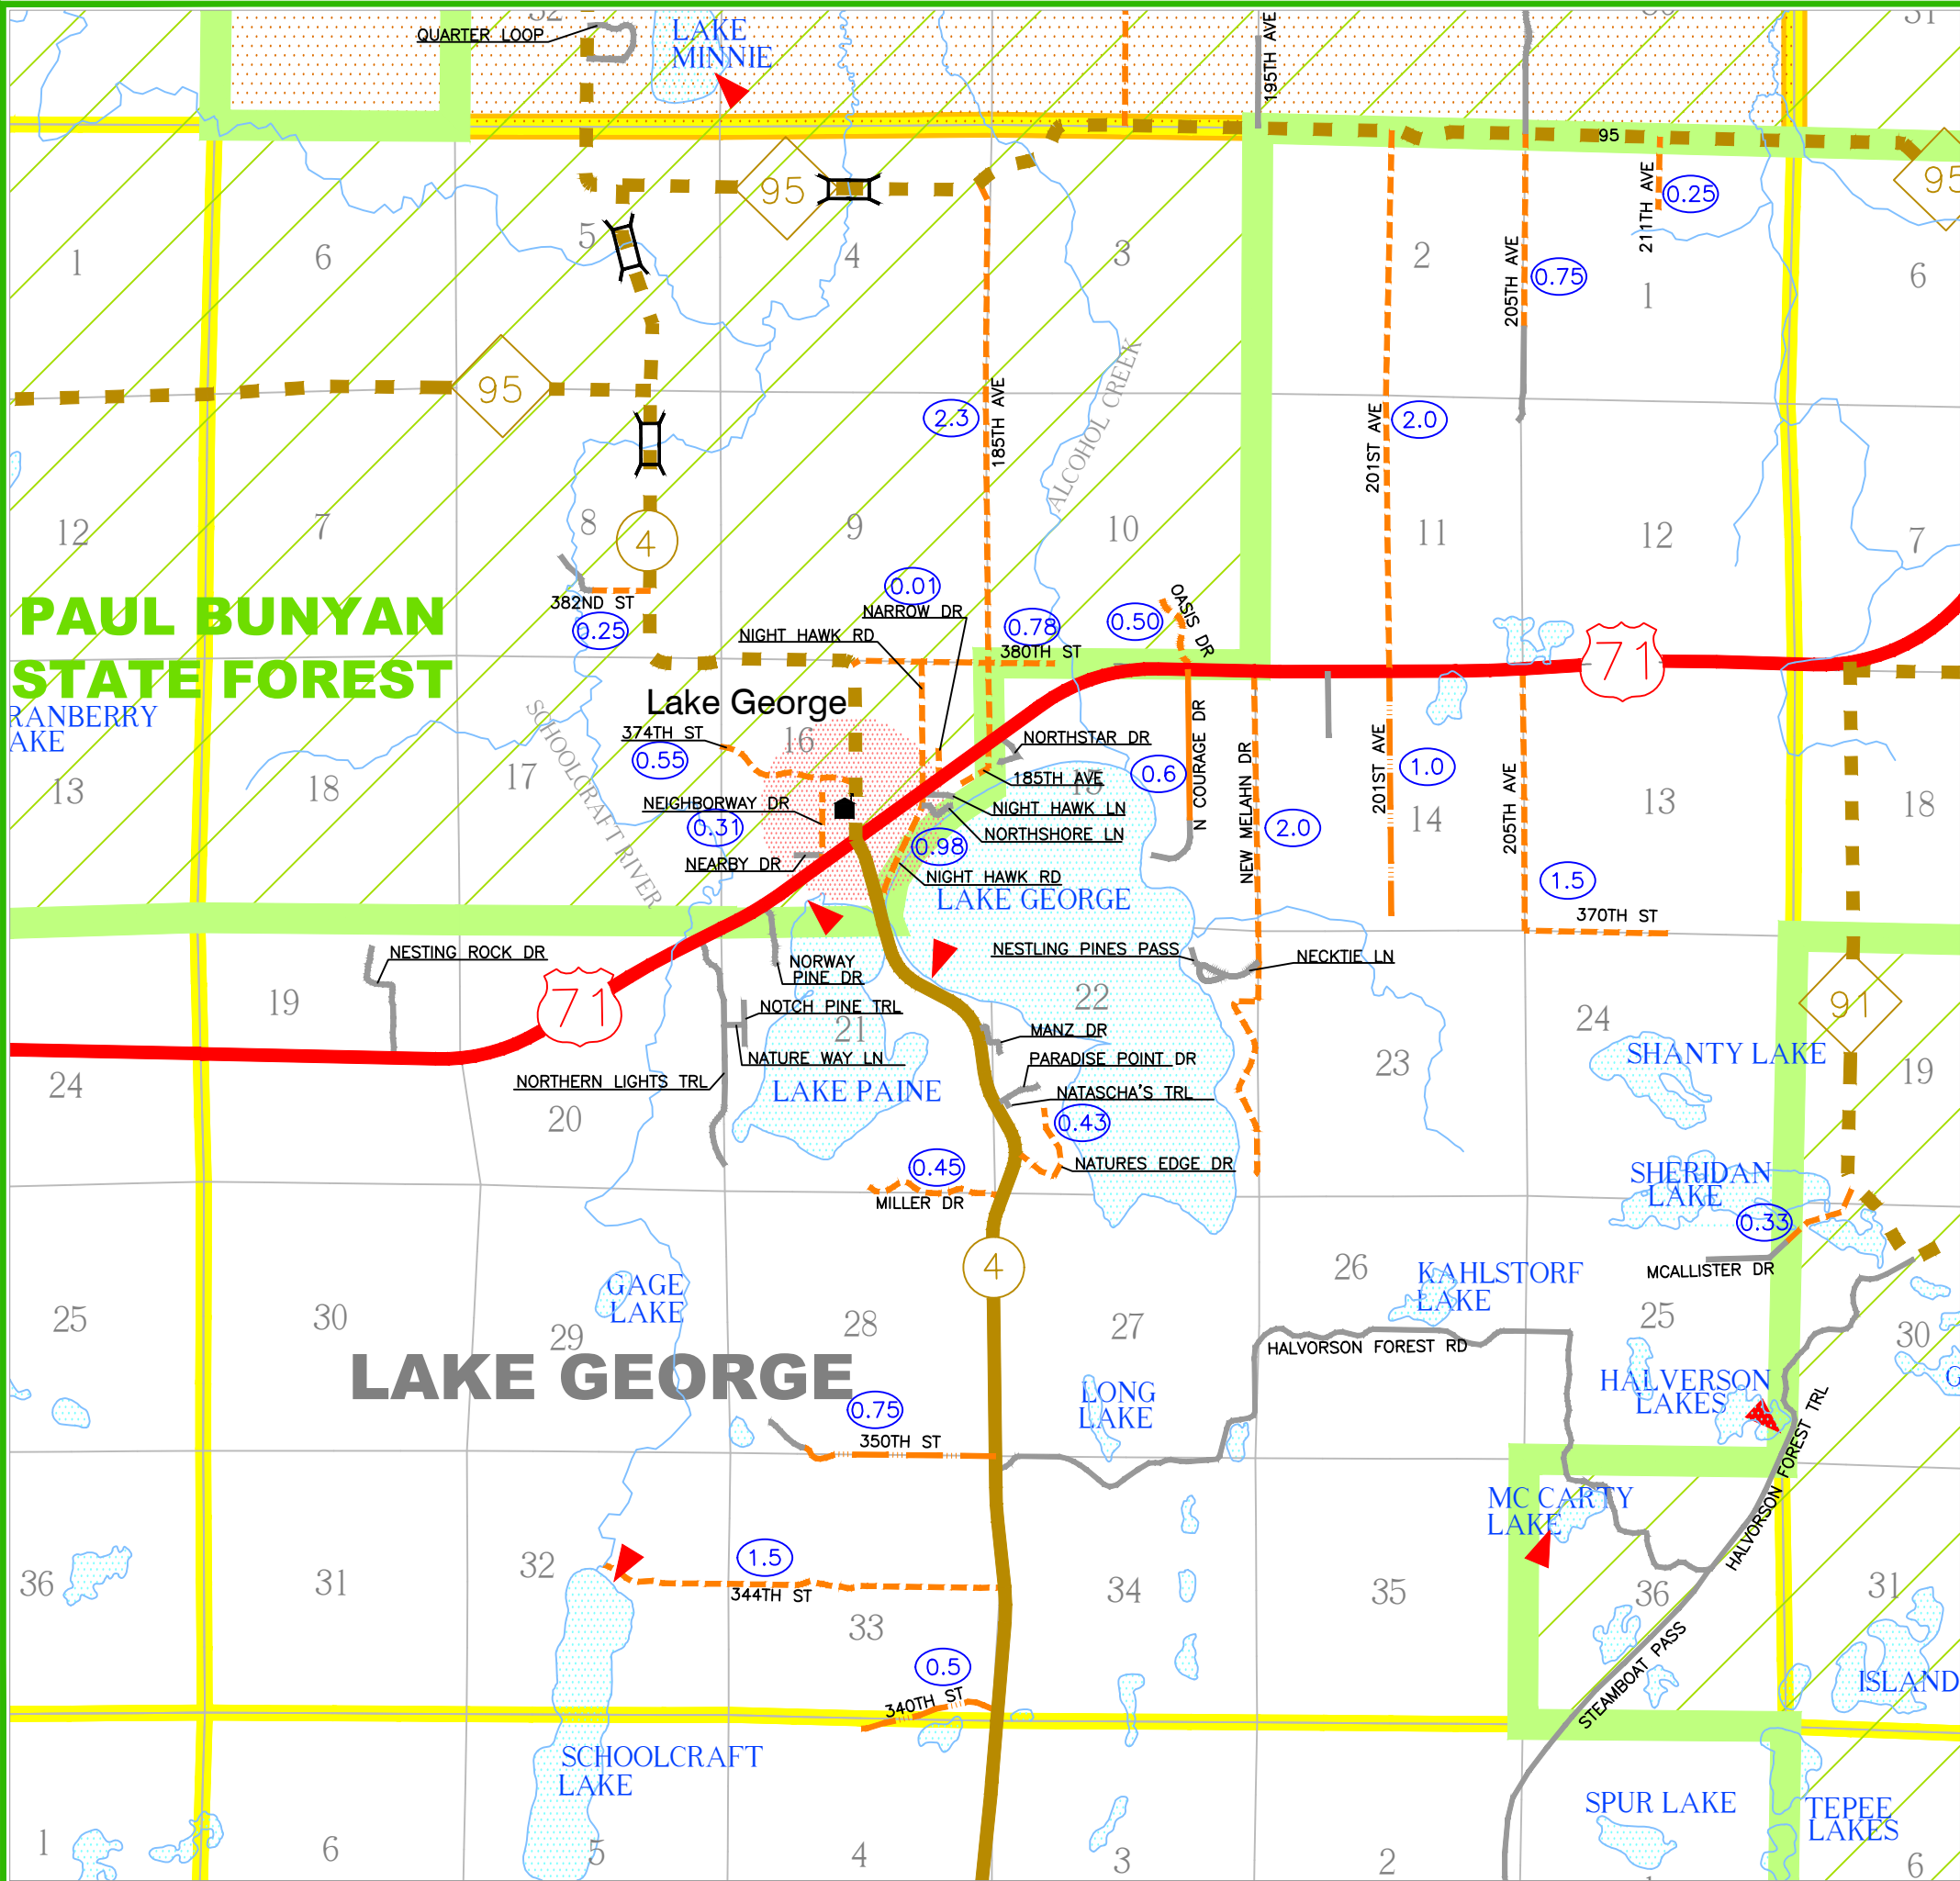 QUARTER LOOP
32
LAKE
MINNIE
195TH AVE
31
95
95
95
211TH AVE
0.25
1
6
5
4
3
2
205TH AVE
0.75
1
6
95
2.3
185TH AVE
ALCOHOL CREEK
201ST AVE
2.0
12
7
8
4
9
10
11
12
7
382ND ST
0.25
0.01
NARROW DR
NIGHT HAWK RD
0.78
380TH ST
0.50
OASIS DR
PAUL BUNYAN
STATE FOREST
71
RANBERRY
AKE
SCHOOLCRAFT RIVER
Lake George
374TH ST
0.55
16
NORTHSTAR DR
185TH AVE
15
0.6
N COURAGE DR
NEW MELAHN DR
2.0
201ST AVE
1.0
205TH AVE
13
18
17
NEIGHBORWAY DR
0.31
NEARBY DR
NIGHT HAWK LN
NORTHSHORE LN
0.98
NIGHT HAWK RD
14
13
18
1.5
370TH ST
LAKE GEORGE
NESTING ROCK DR
19
71
NORWAY
PINE DR
NESTLING PINES PASS
NECKTIE LN
22
91
NOTCH PINE TRL
21
NATURE WAY LN
NORTHERN LIGHTS TRL
MANZ DR
PARADISE POINT DR
NATASCHA'S TRL
0.43
24
23
SHANTY LAKE
19
24
20
LAKE PAINE
0.45
MILLER DR
NATURES EDGE DR
SHERIDAN
LAKE
0.33
MCALLISTER DR
4
26
GAGE
LAKE
KAHLSTORF
LAKE
25
30
29
28
27
25
30
HALVORSON FOREST RD
LAKE GEORGE
0.75
350TH ST
LONG
LAKE
HALVERSON
LAKES
G
HALVORSON FOREST TRL
MC CARTY
LAKE
36
31
32
1.5
344TH ST
33
34
35
36
31
0.5
340TH ST
STEAMBOAT PASS
ISLAND
SCHOOLCRAFT
LAKE
SPUR LAKE
TEPEE
LAKES
1
6
5
4
3
2
6